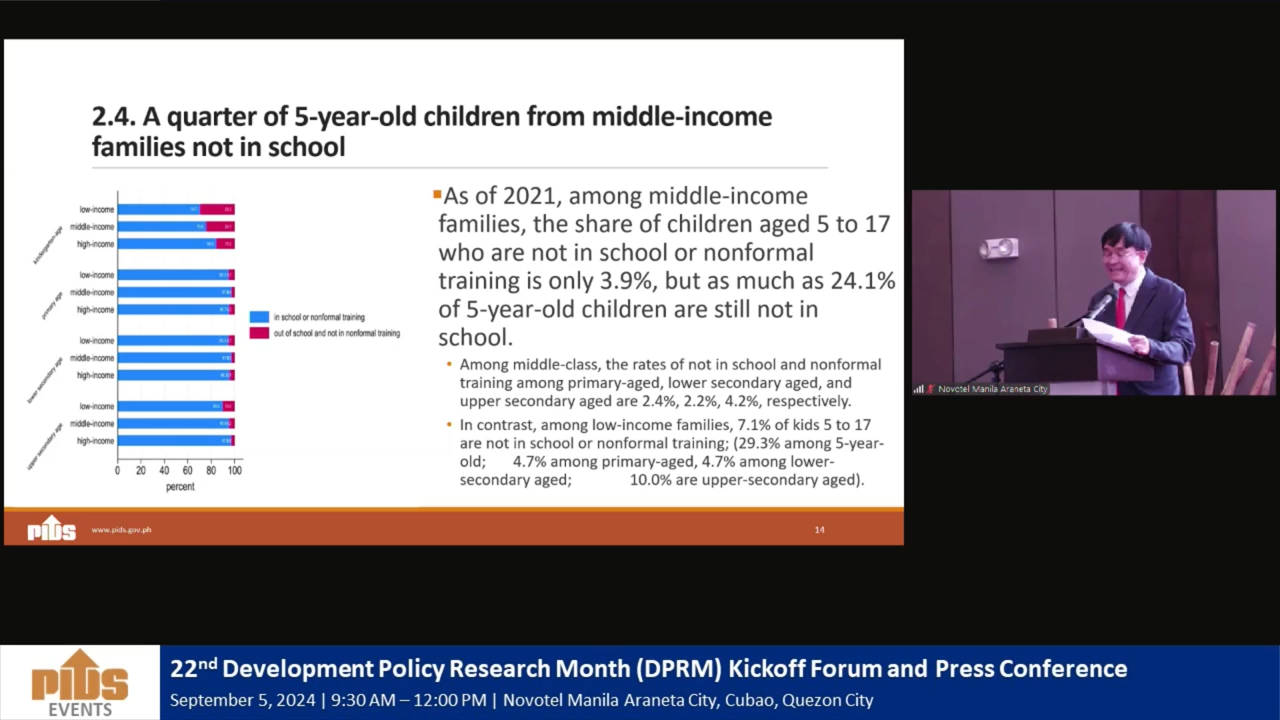 2.4. A quarter of 5-year-old children from middle-income
families not in school
kindergarten age
low-income
middle-income
high-income
primary age
low-income
middle-income
high-income
lower secondary age
low-income
middle-income
high-income
upper secondary age
low-income
middle-income
high-income
0 20 40 60 80 100
percent
in school or nonformal training
out of school and not in nonformal training
As of 2021, among middle-income
families, the share of children aged 5 to 17
who are not in school or nonformal
training is only 3.9%, but as much as 24.1%
of 5-year-old children are still not in
school.
Among middle-class, the rates of not in school and nonformal
training among primary-aged, lower secondary aged, and
upper secondary aged are 2.4%, 2.2%, 4.2%, respectively.
In contrast, among low-income families, 7.1% of kids 5 to 17
are not in school or nonformal training; (29.3% among 5-year-
old; 4.7% among primary-aged, 4.7% among lower-
secondary aged; 10.0% are upper-secondary aged).
PIDS
www.pids.gov.ph
14
Novotel Manila Araneta City
PIDS
EVENTS
22nd Development Policy Research Month (DPRM) Kickoff Forum and Press Conference
September 5, 2024 | 9:30 AM – 12:00 PM | Novotel Manila Araneta City, Cubao, Quezon City